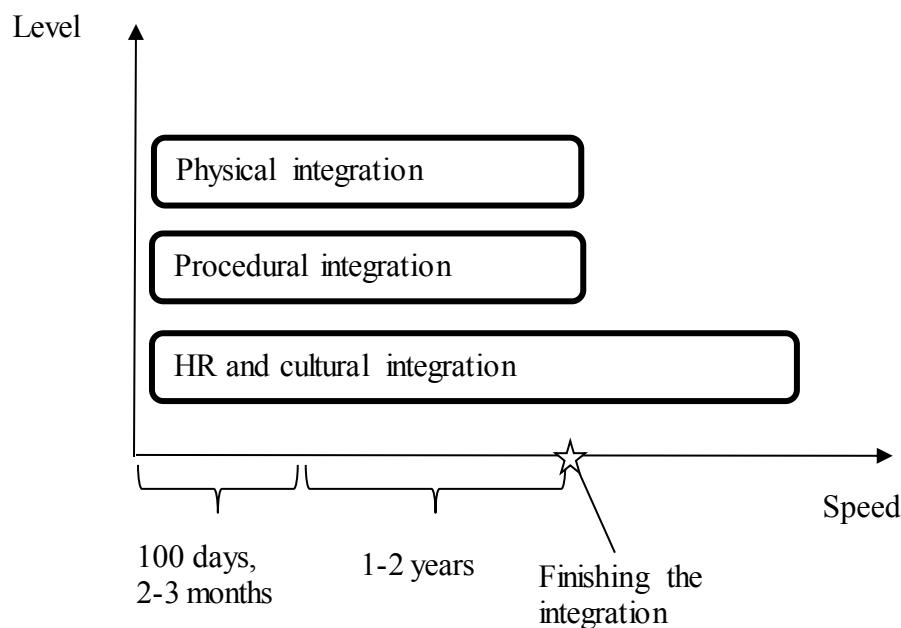 Level
Physical integration
Procedural integration
HR and cultural integration
Speed
100 days,
2-3 months
1-2 years
Finishing the
integration